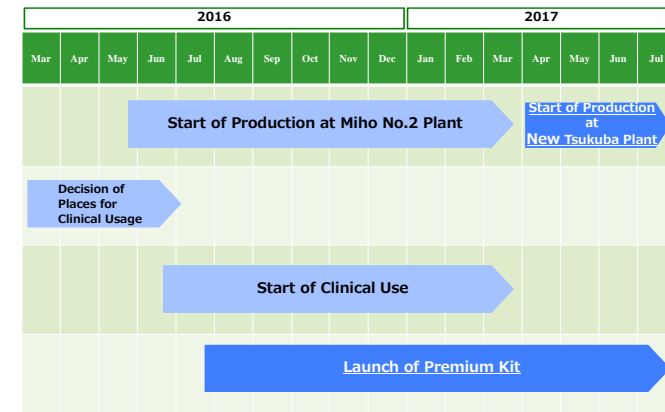 2016
2017
Mar Apr May Jun Jul Aug Sep Oct Nov Dec Jan Feb Mar Apr May Jun Jul
Start of Production at Miho No.2 Plant
Start of Production
at
New Tsukuba Plant
Decision of
Places for
Clinical Usage
Start of Clinical Use
Launch of Premium Kit